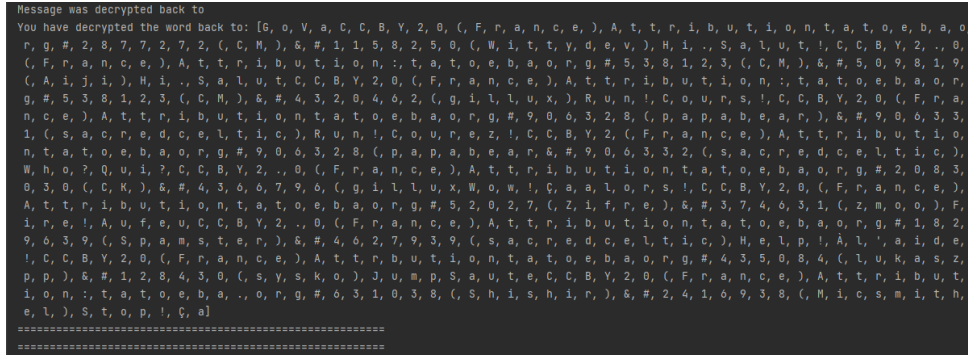 Message was decrypted back to
You have decrypted the word back to: [G, o, V, a, C, C, B, Y, 2, 0, (, F, r, a, n, c, e, ), A, t, t, r, i, b, u, t, i, o, n, t, a, t, o, e, b, a, o,
r, g, #, 2, 8, 7, 7, 2, 7, 2, (, C, M, ), &, #, 1, 1, 5, 8, 2, 5, 0, (, W, i, t, t, y, d, e, v, ), H, i, ., S, a, l, u, t, !, C, C, B, Y, 2, ., 0,
(, F, r, a, n, c, e, ), A, t, t, r, i, b, u, t, i, o, n, :, t, a, t, o, e, b, a, o, r, g, #, 5, 3, 8, 1, 2, 3, (, C, M, ), &, #, 5, 0, 9, 8, 1, 9,
(, A, i, j, i, ), H, i, ., S, a, l, u, t, C, C, B, Y, 2, 0, (, F, r, a, n, c, e, ), A, t, t, r, i, b, u, t, i, o, n, :, t, a, t, o, e, b, a, o, r,
g, #, 5, 3, 8, 1, 2, 3, (, C, M, ), &, #, 4, 3, 2, 0, 4, 6, 2, (, g, i, l, l, u, x, ), R, u, n, !, C, o, u, r, s, !, C, C, B, Y, 2, 0, (, F, r, a,
n, c, e, ), A, t, t, r, i, b, u, t, i, o, n, t, a, t, o, e, b, a, o, r, g, #, 9, 0, 6, 3, 2, 8, (, p, a, p, a, b, e, a, r, ), &, #, 9, 0, 6, 3, 3,
1, (, s, a, c, r, e, d, c, e, l, t, i, c, ), R, u, n, !, C, o, u, r, e, z, !, C, C, B, Y, 2, (, F, r, a, n, c, e, ), A, t, t, r, i, b, u, t, i, o,
n, t, a, t, o, e, b, a, o, r, g, #, 9, 0, 6, 3, 2, 8, (, p, a, p, a, b, e, a, r, &, #, 9, 0, 6, 3, 3, 2, (, s, a, c, r, e, d, c, e, l, t, i, c, ),
W, h, o, ?, Q, u, i, ?, C, C, B, Y, 2, ., 0, (, F, r, a, n, c, e, ), A, t, t, r, i, b, u, t, i, o, n, t, a, t, o, e, b, a, o, r, g, #, 2, 0, 8, 3,
0, 3, 0, (, C, K, ), &, #, 4, 3, 6, 6, 7, 9, 6, (, g, i, l, l, u, x, W, o, w, !, Ç, a, a, l, o, r, s, !, C, C, B, Y, 2, 0, (, F, r, a, n, c, e, ),
A, t, t, r, i, b, u, t, i, o, n, t, a, t, o, e, b, a, o, r, g, #, 5, 2, 0, 2, 7, (, Z, i, f, r, e, ), &, #, 3, 7, 4, 6, 3, 1, (, z, m, o, o, ), F,
i, r, e, !, A, u, f, e, u, C, C, B, Y, 2, ., 0, (, F, r, a, n, c, e, ), A, t, t, r, i, b, u, t, i, o, n, t, a, t, o, e, b, a, o, r, g, #, 1, 8, 2,
9, 6, 3, 9, (, S, p, a, m, s, t, e, r, ), &, #, 4, 6, 2, 7, 9, 3, 9, (, s, a, c, r, e, d, c, e, l, t, i, c, ), H, e, l, p, !, À, l, ', a, i, d, e,
!, C, C, B, Y, 2, 0, (, F, r, a, n, c, e, ), A, t, t, r, b, u, t, i, o, n, t, a, t, o, e, b, a, o, r, g, #, 4, 3, 5, 0, 8, 4, (, l, u, k, a, s, z,
p, p, ), &, #, 1, 2, 8, 4, 3, 0, (, s, y, s, k, o, ), J, u, m, p, S, a, u, t, e, C, C, B, Y, 2, 0, (, F, r, a, n, c, e, ), A, t, t, r, i, b, u, t,
i, o, n, :, t, a, t, o, e, b, a, ., o, r, g, #, 6, 3, 1, 0, 3, 8, (, S, h, i, s, h, i, r, ), &, #, 2, 4, 1, 6, 9, 3, 8, (, M, i, c, s, m, i, t, h,
e, l, ), S, t, o, p, !, Ç, a]
==========================================================
==========================================================